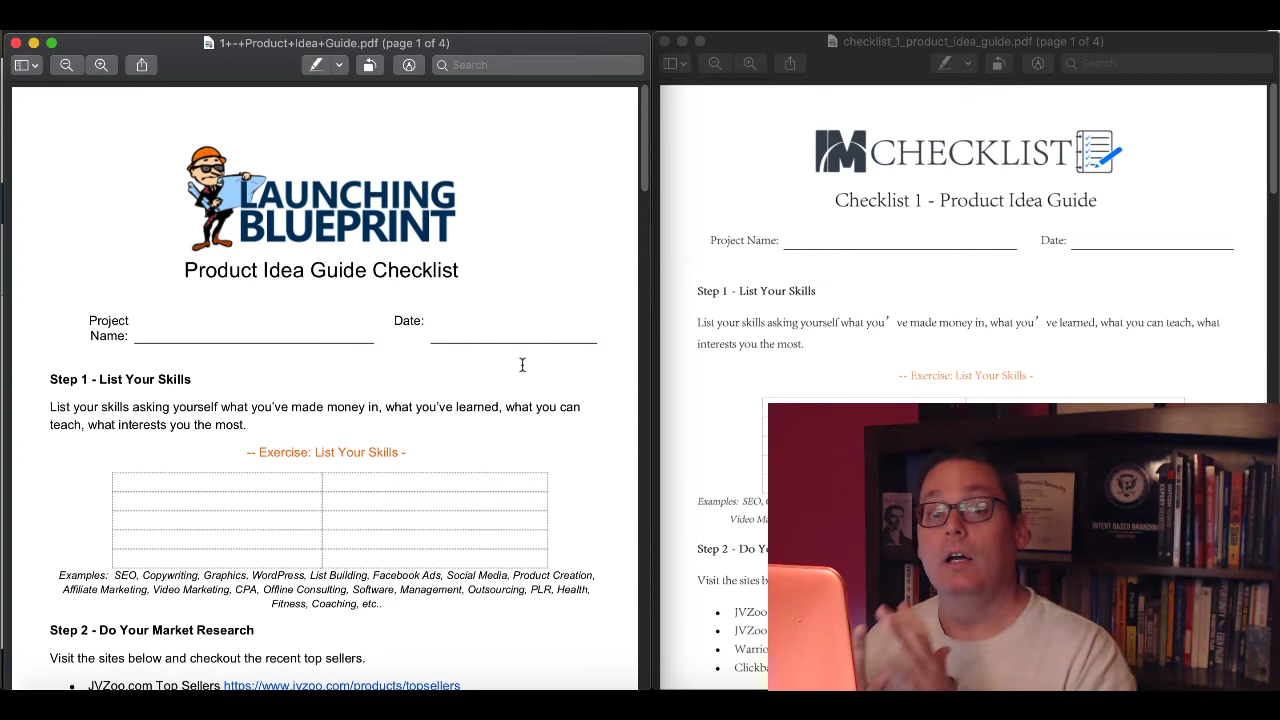 1+-+Product+Idea+Guide.pdf (page 1 of 4)
Search
LAUNCHING
BLUEPRINT
Product Idea Guide Checklist
Project
Name:
Date:
Step 1 - List Your Skills
List your skills asking yourself what you've made money in, what you've learned, what you can
teach, what interests you the most.
-- Exercise: List Your Skills -
Examples: SEO, Copywriting, Graphics, WordPress, List Building, Facebook Ads, Social Media, Product Creation,
Affiliate Marketing, Video Marketing, CPA, Offline Consulting, Software, Management, Outsourcing, PLR, Health,
Fitness, Coaching, etc..
Step 2 - Do Your Market Research
Visit the sites below and checkout the recent top sellers.
• JVZoo.com Top Sellers https://www.jvzoo.com/products/topsellers
checklist_1_product_idea_guide.pdf (page 1 of 4)
Search
IM CHECKLIST
Checklist 1 - Product Idea Guide
Project Name:
Date:
Step 1 - List Your Skills
List your skills asking yourself what you' ve made money in, what you' ve learned, what you can teach, what
interests you the most.
-- Exercise: List Your Skills -
Examples: SEO,
Video Ma
Step 2 - Do Yo
Visit the sites b
• JVZoo
• JVZoo
• Warrio
• Clickba
INTENT BASED BRANDING